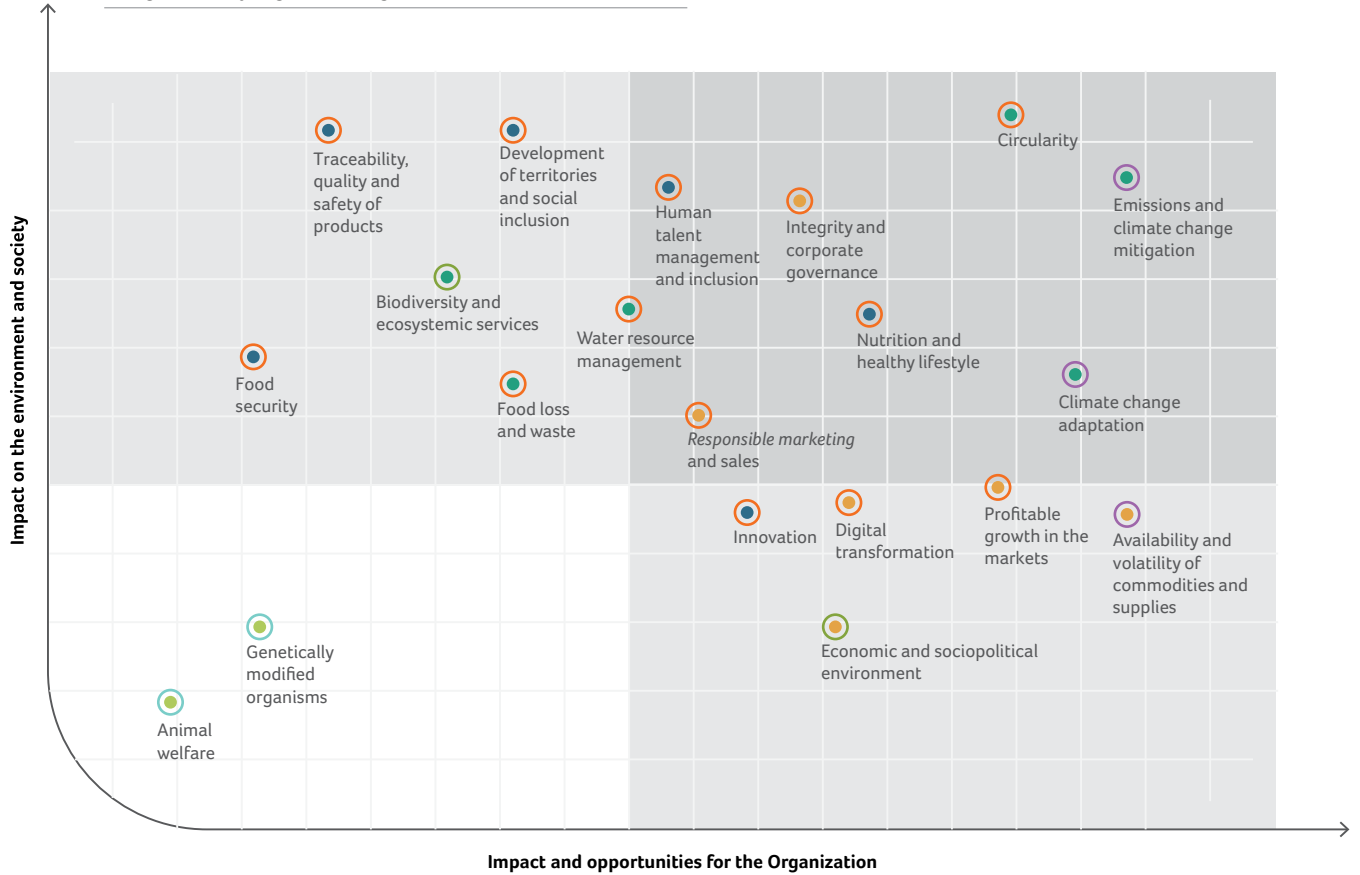 Traceability,
quality and
safety of
products
Development
of territories
and social
inclusion
Human
talent
management
and inclusion
Integrity and
corporate
governance
Circularity
Emissions and
climate change
mitigation
Biodiversity and
ecosystemic services
Water resource
management
Nutrition and
healthy lifestyle
Food
security
Food loss
and waste
Climate change
adaptation
Responsible marketing
and sales
Innovation
Digital
transformation
Profitable
growth in the
markets
Availability and
volatility of
commodities and
supplies
Genetically
modified
organisms
Economic and sociopolitical
environment
Animal
welfare
Impact on the environment and society
Impact and opportunities for the Organization